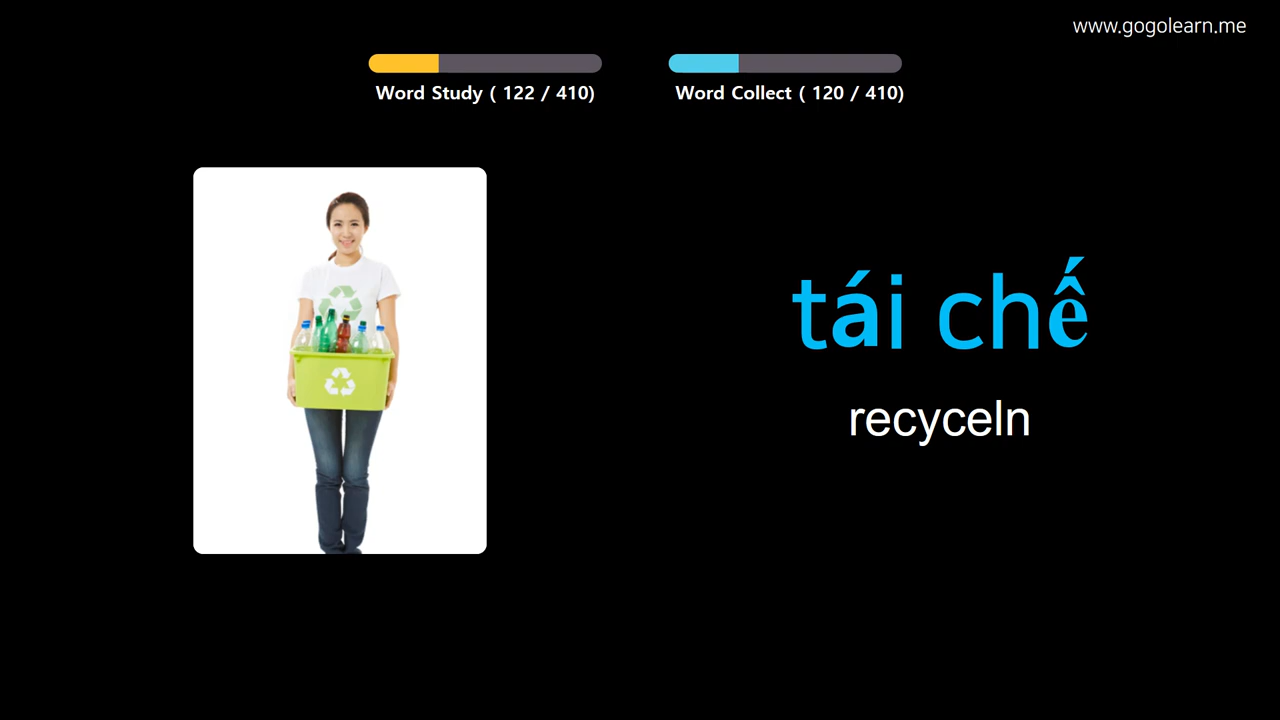 www.gogolearn.me
Word Study ( 122 / 410)
Word Collect ( 120 / 410)
tái chế
recyceln